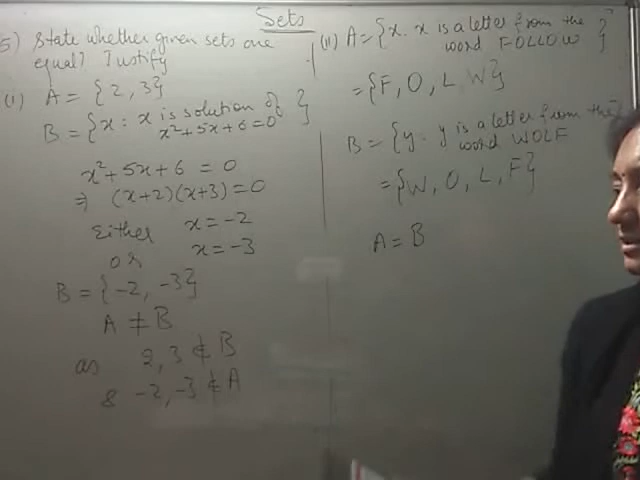 Sets
5) State whether given sets are
equal? Justify
(i) A = {2, 3}
B = {x : x is solution of
x²+5x+6=0}
x²+5x+6 = 0
⇒ (x+2)(x+3)=0
Either x=-2
or x=-3
B = {-2, -3}
A ≠ B
as 2, 3 ∉ B
& -2, -3 ∉ A
(ii) A = {x : x is a letter from the
word FOLLOW}
= {F, O, L, W}
B = {y : y is a letter from the
word WOLF
= {W, O, L, F}
A = B